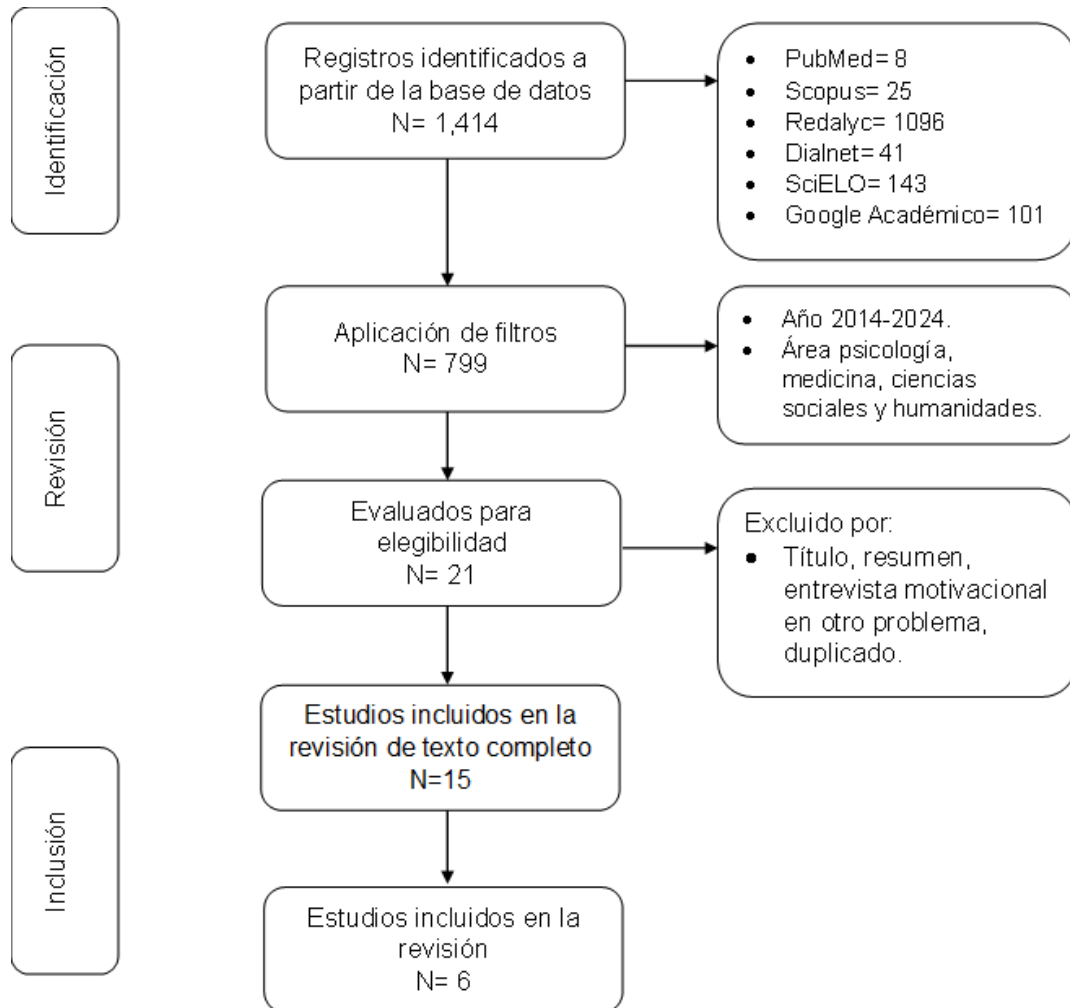 Identificación
Registros identificados a
partir de la base de datos
N= 1,414
• PubMed= 8
• Scopus= 25
• Redalyc= 1096
• Dialnet= 41
• SciELO= 143
• Google Académico= 101
Revisión
Aplicación de filtros
N= 799
• Año 2014-2024.
• Área psicología,
medicina, ciencias
sociales y humanidades.
Evaluados para
elegibilidad
N= 21
Excluido por:
• Título, resumen,
entrevista motivacional
en otro problema,
duplicado.
Inclusión
Estudios incluidos en la
revisión de texto completo
N=15
Estudios incluidos en la
revisión
N= 6